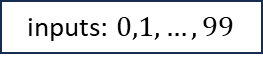 inputs: 0,1, …, 99